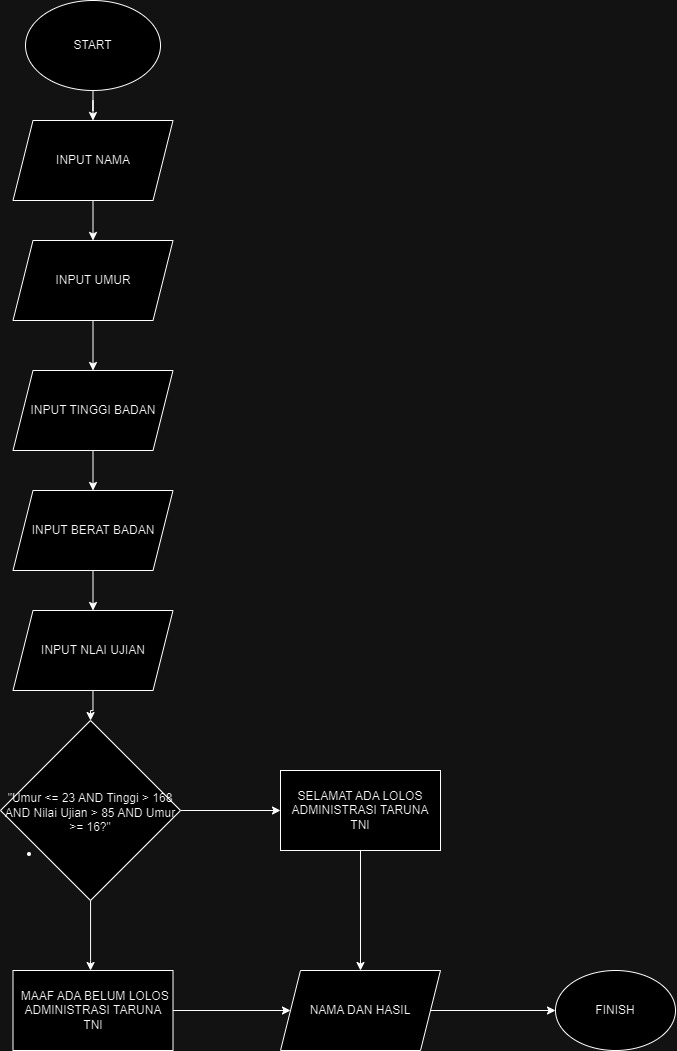 START
INPUT NAMA
INPUT UMUR
INPUT TINGGI BADAN
INPUT BERAT BADAN
INPUT NLAI UJIAN
"Umur <= 23 AND Tinggi > 168
AND Nilai Ujian > 85 AND Umur
>= 16?"
SELAMAT ADA LOLOS
ADMINISTRASI TARUNA
TNI
MAAF ADA BELUM LOLOS
ADMINISTRASI TARUNA
TNI
NAMA DAN HASIL
FINISH